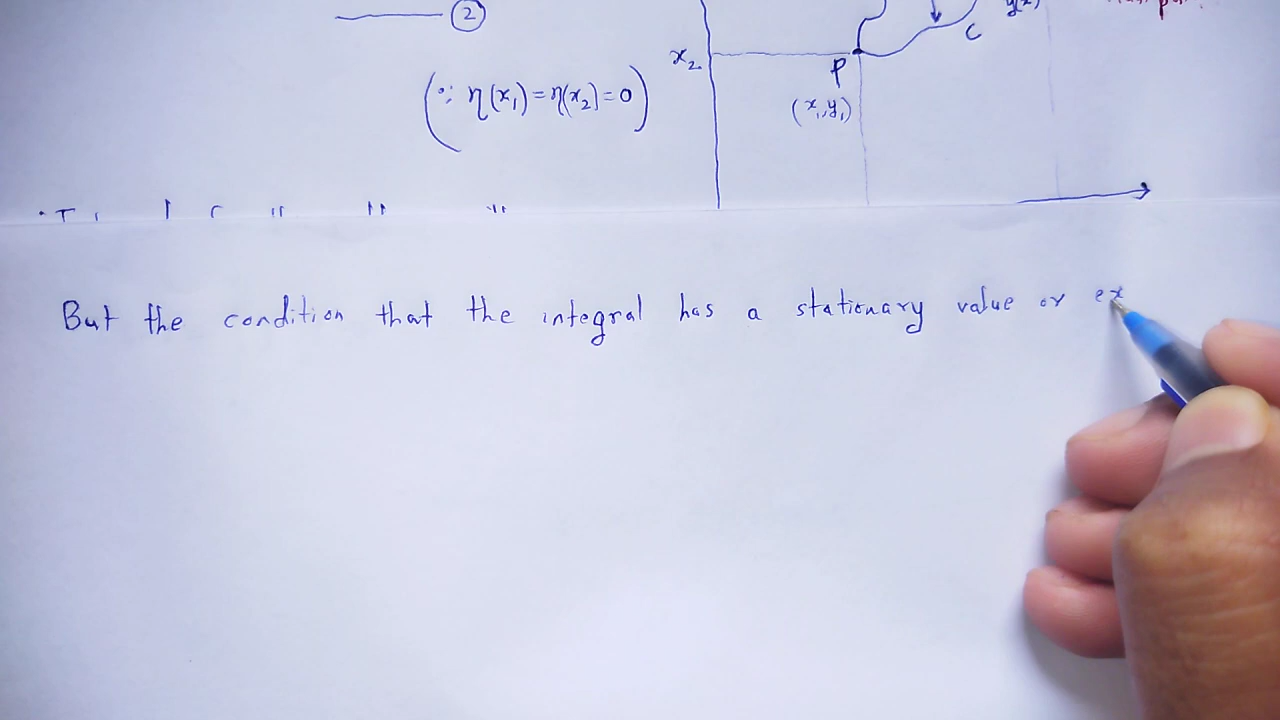 ②
y(x)
C
x₂
P
(∵ η(x₁) = η(x₂) = 0)
(x₁, y₁)
But the condition that the integral has a stationary value or ex